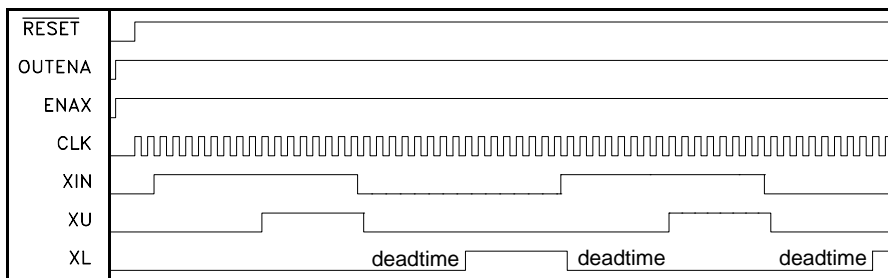 RESET
OUTENA
ENAX
CLK
XIN
XU
XL deadtime deadtime deadtime